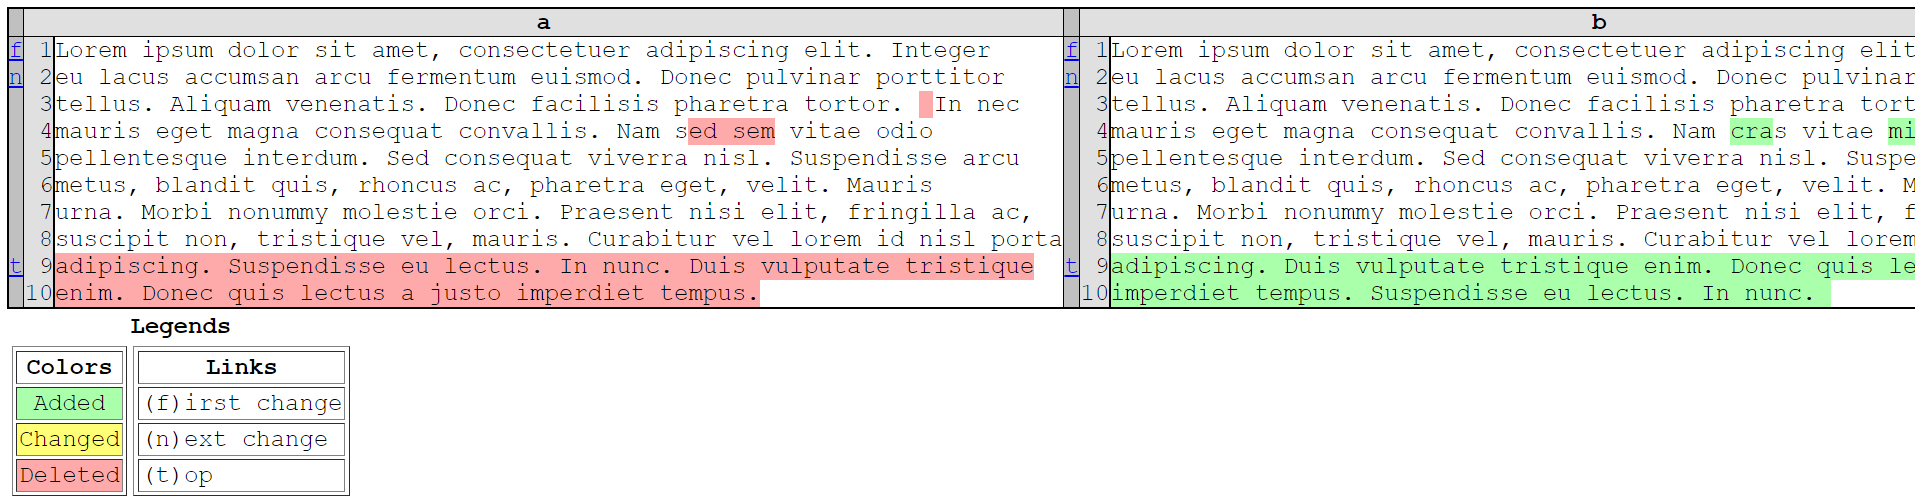 a b
f 1 Lorem ipsum dolor sit amet, consectetuer adipiscing elit. Integer f 1 Lorem ipsum dolor sit amet, consectetuer adipiscing elit
n 2 eu lacus accumsan arcu fermentum euismod. Donec pulvinar porttitor n 2 eu lacus accumsan arcu fermentum euismod. Donec pulvinar
3 tellus. Aliquam venenatis. Donec facilisis pharetra tortor.  In nec 3 tellus. Aliquam venenatis. Donec facilisis pharetra tort
4 mauris eget magna consequat convallis. Nam sed sem vitae odio 4 mauris eget magna consequat convallis. Nam cras vitae mi
5 pellentesque interdum. Sed consequat viverra nisl. Suspendisse arcu 5 pellentesque interdum. Sed consequat viverra nisl. Suspe
6 metus, blandit quis, rhoncus ac, pharetra eget, velit. Mauris 6 metus, blandit quis, rhoncus ac, pharetra eget, velit. M
7 urna. Morbi nonummy molestie orci. Praesent nisi elit, fringilla ac, 7 urna. Morbi nonummy molestie orci. Praesent nisi elit, f
8 suscipit non, tristique vel, mauris. Curabitur vel lorem id nisl porta 8 suscipit non, tristique vel, mauris. Curabitur vel lorem
t 9 adipiscing. Suspendisse eu lectus. In nunc. Duis vulputate tristique t 9 adipiscing. Duis vulputate tristique enim. Donec quis le
10 enim. Donec quis lectus a justo imperdiet tempus. 10 imperdiet tempus. Suspendisse eu lectus. In nunc.
Legends
Colors Links
Added (f)irst change
Changed (n)ext change
Deleted (t)op